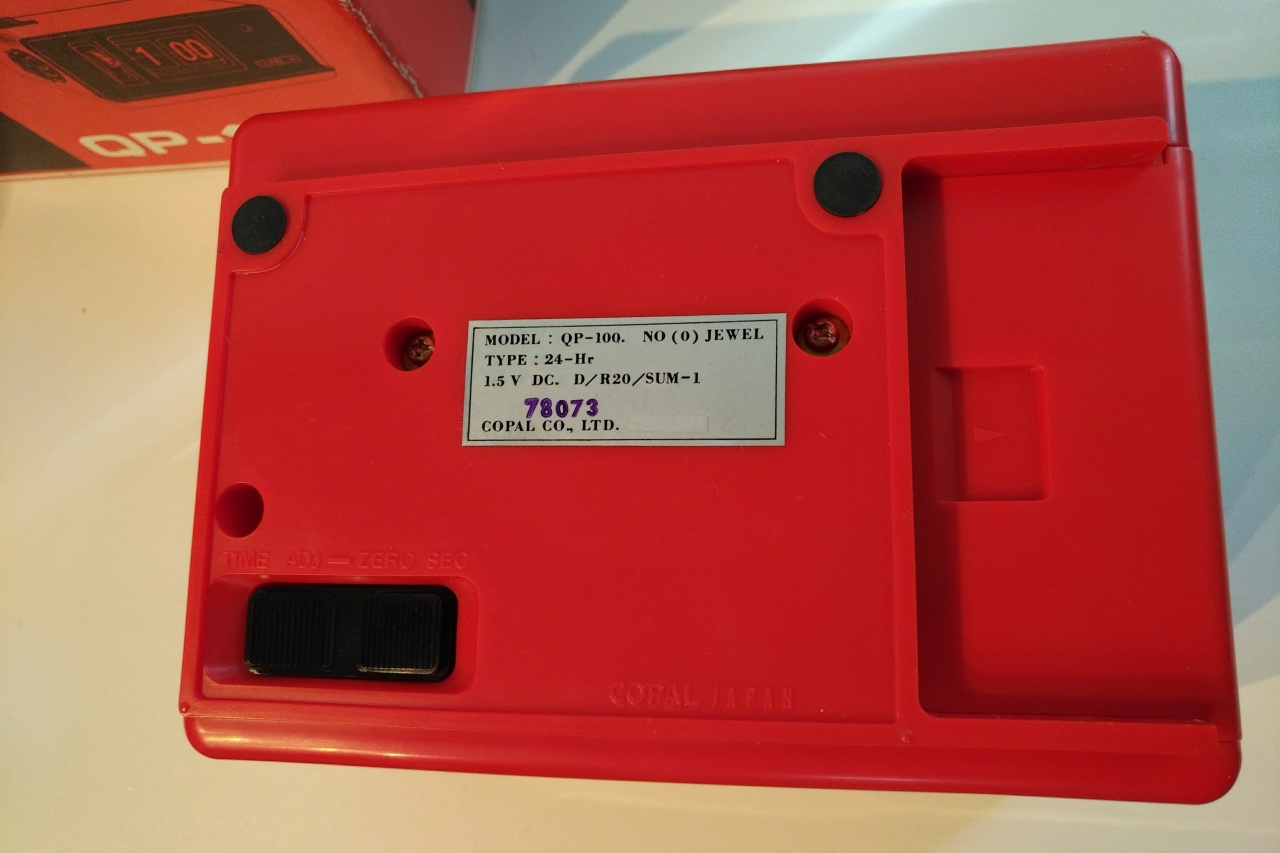 1 00
QP-
MODEL : QP-100. NO (0) JEWEL
TYPE : 24-Hr
1.5 V DC. D/R20/SUM-1
78073
COPAL CO., LTD.
TIME ADJ — ZERO SEC
COPAL JAPAN